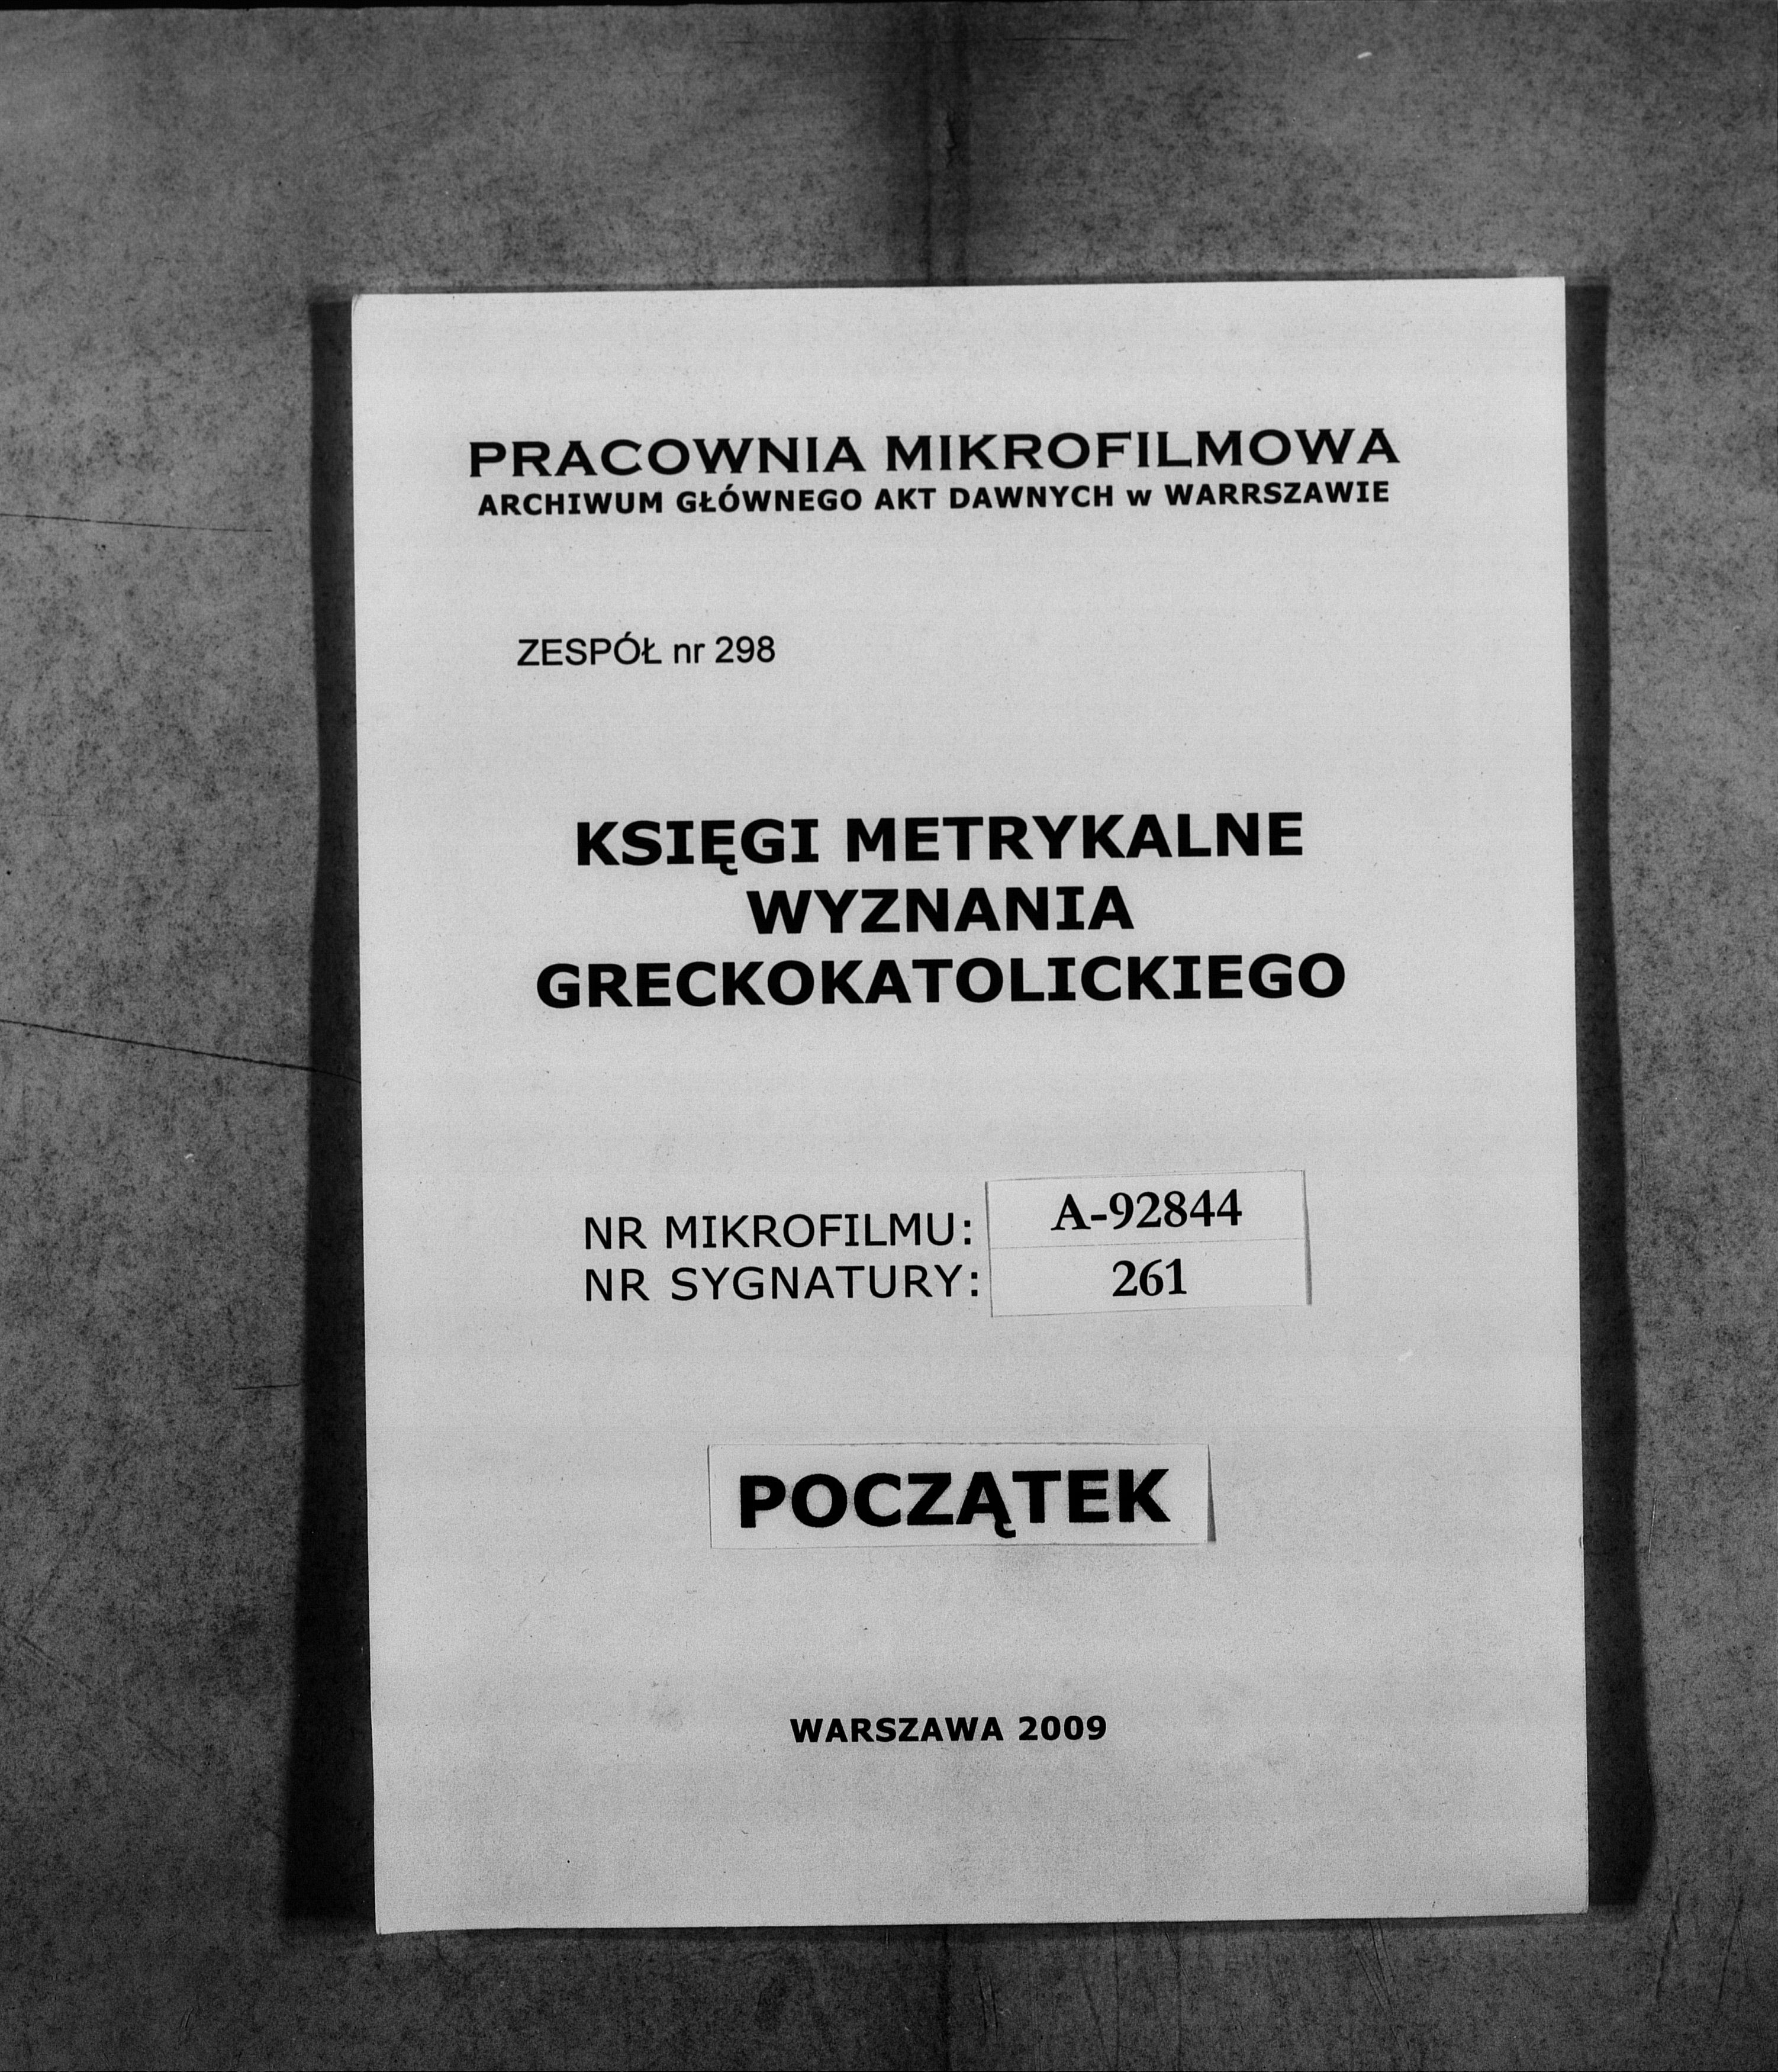 PRACOWNIA MIKROFILMOWA
ARCHIWUM GŁÓWNEGO AKT DAWNYCH w WARRSZAWIE
ZESPÓŁ nr 298
KSIĘGI METRYKALNE
WYZNANIA
GRECKOKATOLICKIEGO
NR MIKROFILMU: A-92844
NR SYGNATURY: 261
POCZĄTEK
WARSZAWA 2009